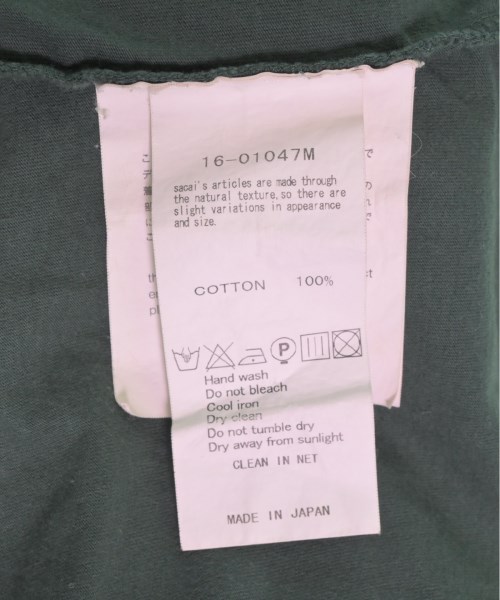 16-01047M
sacai's articles are made through
the natural texture,so there are
slight variations in appearance
and size.
COTTON 100%
P
Hand wash
Do not bleach
Cool iron
Dry clean
Do not tumble dry
Dry away from sunlight
CLEAN IN NET
MADE IN JAPAN